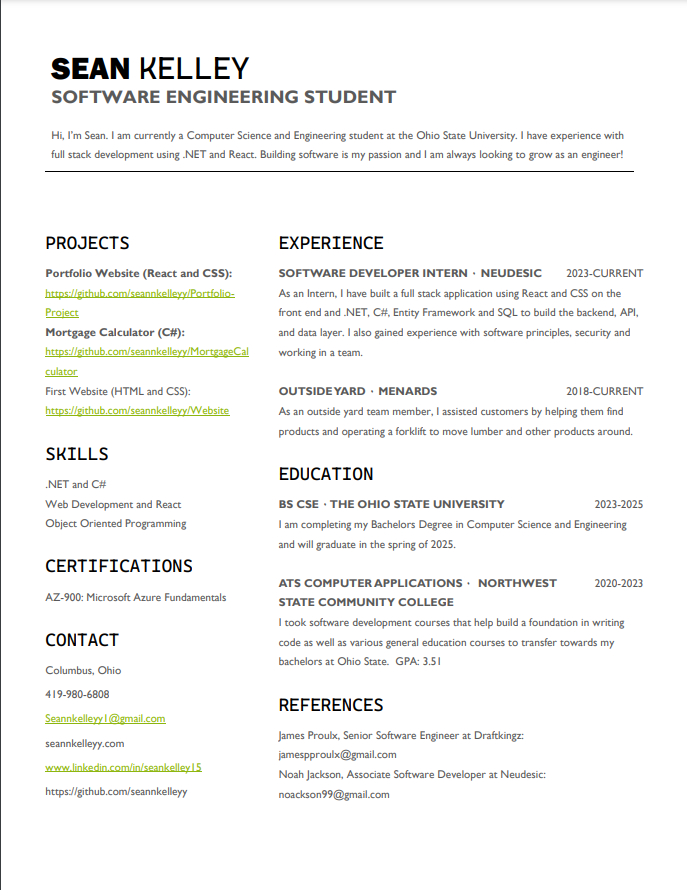 SEAN KELLEY
SOFTWARE ENGINEERING STUDENT
Hi, I'm Sean. I am currently a Computer Science and Engineering student at the Ohio State University. I have experience with
full stack development using .NET and React. Building software is my passion and I am always looking to grow as an engineer!
PROJECTS
Portfolio Website (React and CSS):
https://github.com/seannkelleyy/Portfolio-
Project
Mortgage Calculator (C#):
https://github.com/seannkelleyy/MortgageCal
culator
First Website (HTML and CSS):
https://github.com/seannkelleyy/Website
SKILLS
.NET and C#
Web Development and React
Object Oriented Programming
CERTIFICATIONS
AZ-900: Microsoft Azure Fundamentals
CONTACT
Columbus, Ohio
419-980-6808
Seannkelleyy1@gmail.com
seannkelleyy.com
www.linkedin.com/in/seankelley15
https://github.com/seannkelleyy
EXPERIENCE
SOFTWARE DEVELOPER INTERN · NEUDESIC 2023-CURRENT
As an Intern, I have built a full stack application using React and CSS on the
front end and .NET, C#, Entity Framework and SQL to build the backend, API,
and data layer. I also gained experience with software principles, security and
working in a team.
OUTSIDE YARD · MENARDS 2018-CURRENT
As an outside yard team member, I assisted customers by helping them find
products and operating a forklift to move lumber and other products around.
EDUCATION
BS CSE · THE OHIO STATE UNIVERSITY 2023-2025
I am completing my Bachelors Degree in Computer Science and Engineering
and will graduate in the spring of 2025.
ATS COMPUTER APPLICATIONS · NORTHWEST 2020-2023
STATE COMMUNITY COLLEGE
I took software development courses that help build a foundation in writing
code as well as various general education courses to transfer towards my
bachelors at Ohio State. GPA: 3.51
REFERENCES
James Proulx, Senior Software Engineer at Draftkingz:
jamespproulx@gmail.com
Noah Jackson, Associate Software Developer at Neudesic:
noackson99@gmail.com